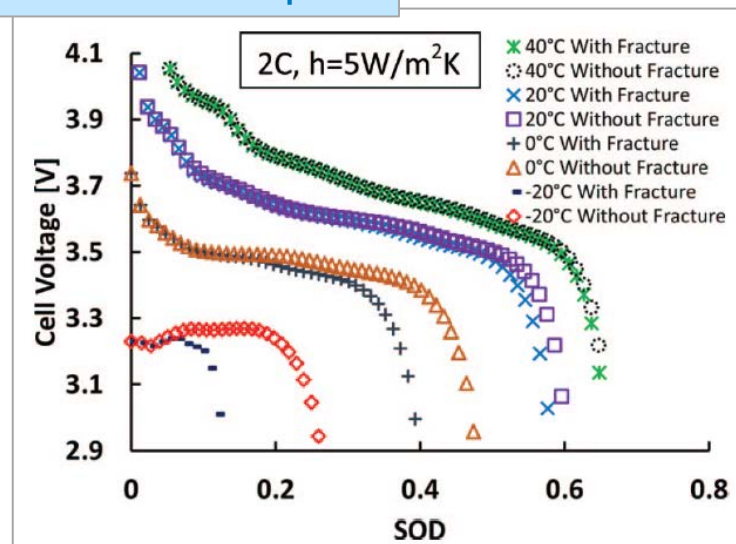 4.1
3.9
3.7
3.5
3.3
3.1
2.9
Cell Voltage [V]
2C, h=5W/m²K
40°C With Fracture
40°C Without Fracture
20°C With Fracture
20°C Without Fracture
0°C With Fracture
0°C Without Fracture
-20°C With Fracture
-20°C Without Fracture
0
0.2
0.4
0.6
0.8
SOD